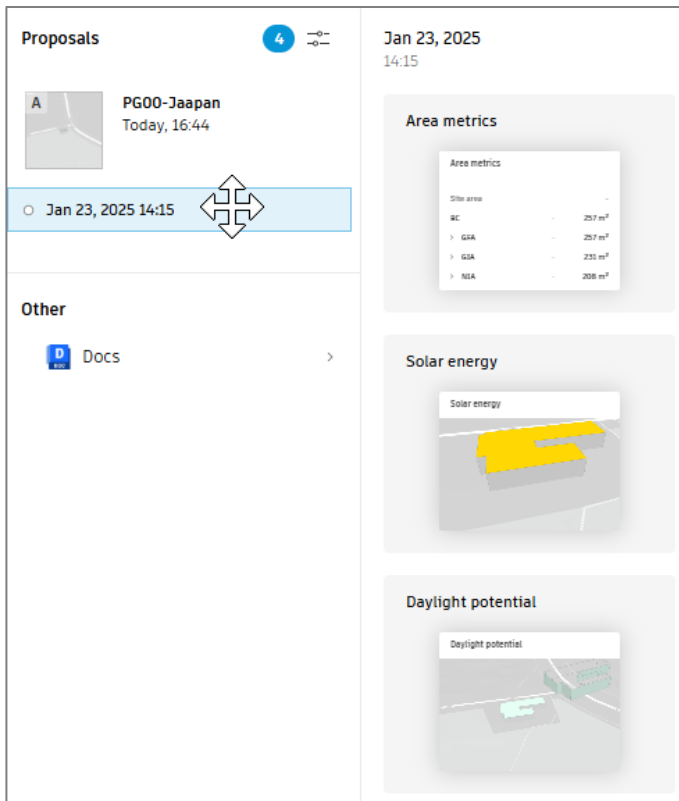 Proposals
4
A
PG00-Jaapan
Today, 16:44
Jan 23, 2025 14:15
Other
D
DOC
Docs
Jan 23, 2025
14:15
Area metrics
Area metrics
Site area -
BC - 257 m²
> GFA - 257 m²
> GIA - 231 m²
> NIA - 208 m²
Solar energy
Solar energy
Daylight potential
Daylight potential